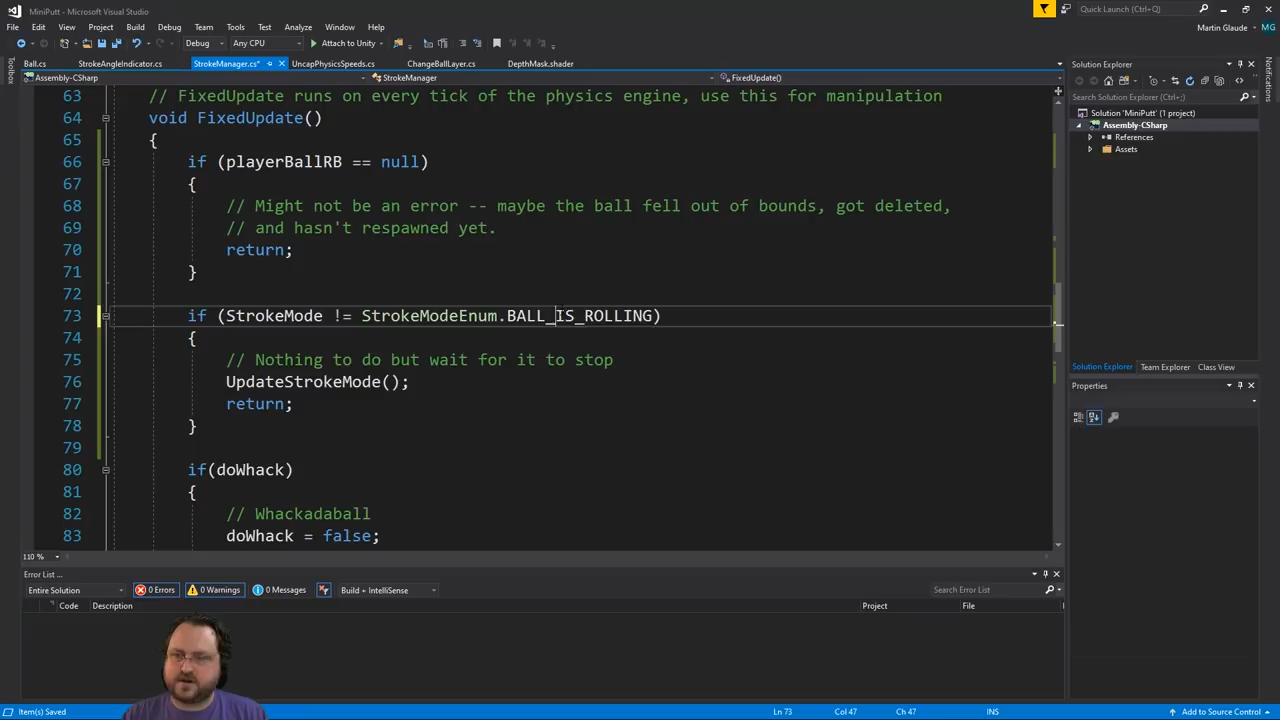 MiniPutt - Microsoft Visual Studio
Quick Launch (Ctrl+Q)
File Edit View Project Build Debug Team Tools Test Analyze Window Help
Martin Glaude MG
Debug Any CPU Attach to Unity
Toolbox
Ball.cs StrokeAngleIndicator.cs StrokeManager.cs* UncapPhysicsSpeeds.cs ChangeBallLayer.cs DepthMask.shader
Assembly-CSharp StrokeManager FixedUpdate()
63 // FixedUpdate runs on every tick of the physics engine, use this for manipulation
64 void FixedUpdate()
65 {
66 if (playerBallRB == null)
67 {
68 // Might not be an error -- maybe the ball fell out of bounds, got deleted,
69 // and hasn't respawned yet.
70 return;
71 }
72
73 if (StrokeMode != StrokeModeEnum.BALL_IS_ROLLING)
74 {
75 // Nothing to do but wait for it to stop
76 UpdateStrokeMode();
77 return;
78 }
79
80 if(doWhack)
81 {
82 // Whackadaball
83 doWhack = false;
110 %
Error List ...
Entire Solution 0 Errors 0 Warnings 0 Messages Build + IntelliSense Search Error List
Code Description Project File
Solution Explorer
Search Solution Explorer (Ctrl+;)
Solution 'MiniPutt' (1 project)
Assembly-CSharp
References
Assets
Solution Explorer Team Explorer Class View
Properties
Notifications
Item(s) Saved Ln 73 Col 47 Ch 47 INS Add to Source Control